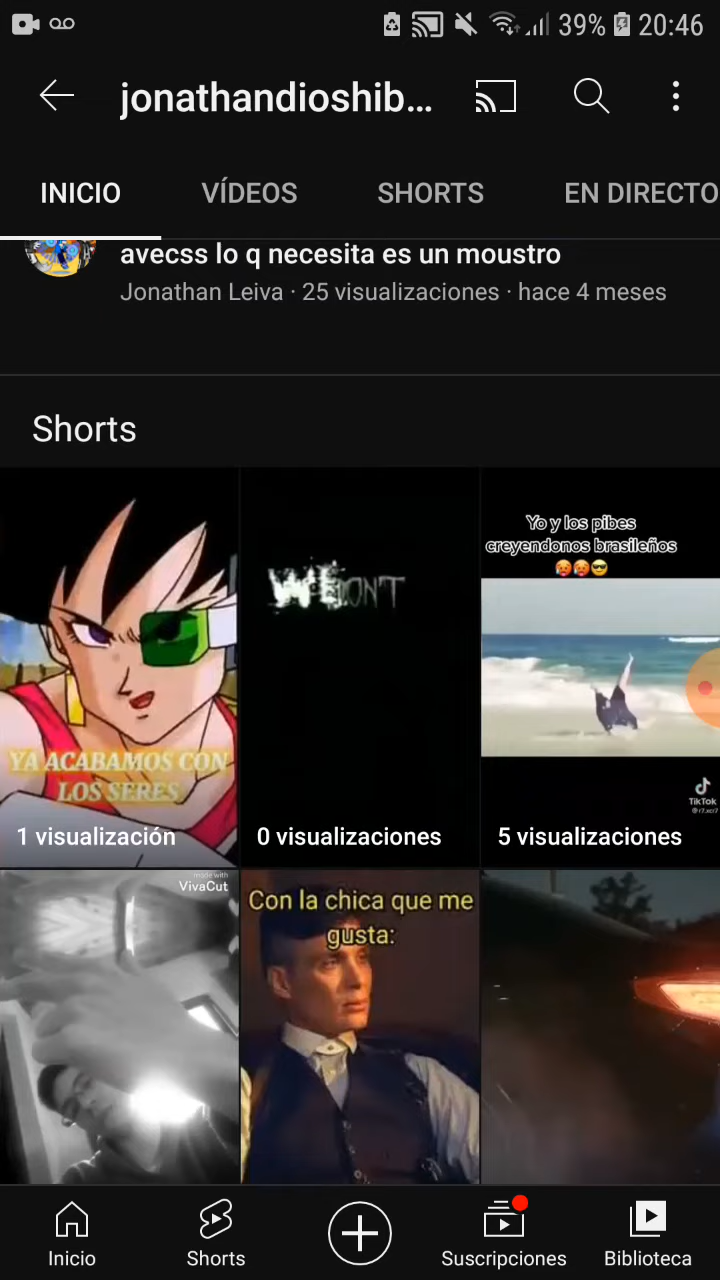 39% 20:46
jonathandioshib...
INICIO VÍDEOS SHORTS EN DIRECTO
avecss lo q necesita es un moustro
Jonathan Leiva · 25 visualizaciones · hace 4 meses
Shorts
YA ACABAMOS CON
LOS SERES
1 visualización
WE DON'T
0 visualizaciones
Yo y los pibes
creyendonos brasileños
TikTok
5 visualizaciones
made with
VivaCut
Con la chica que me
gusta:
Inicio Shorts Suscripciones Biblioteca